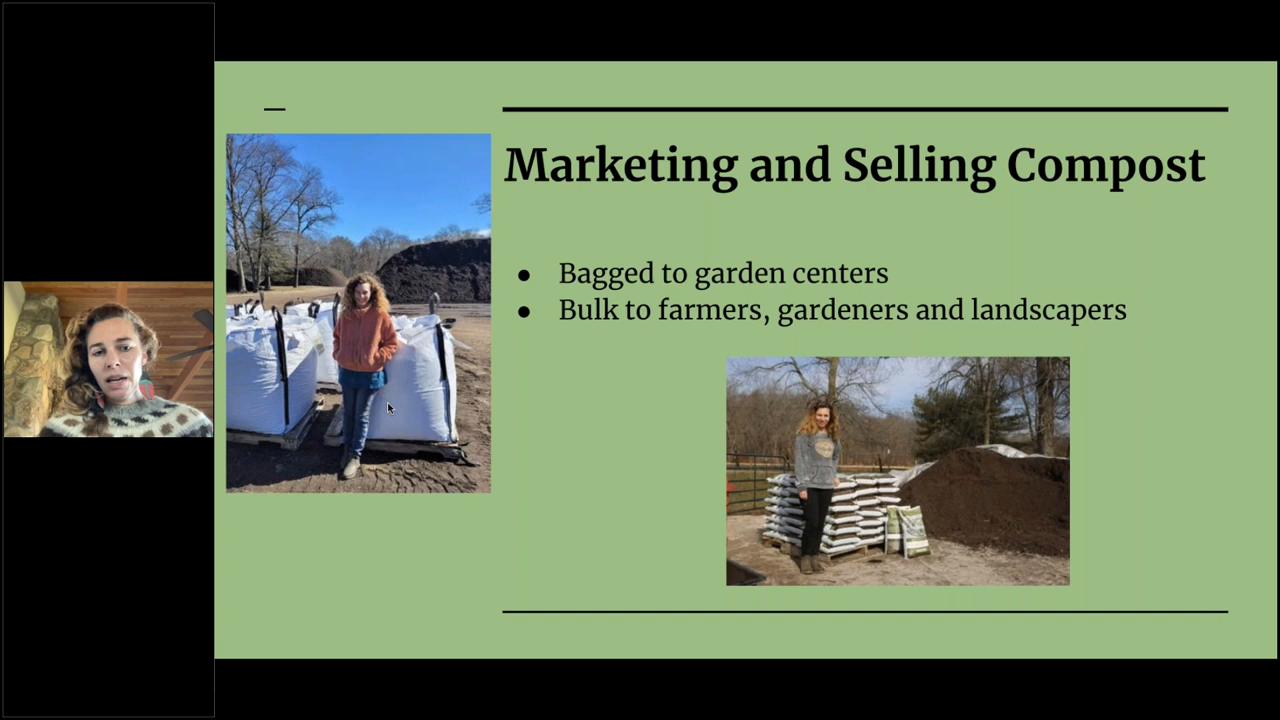 Marketing and Selling Compost
● Bagged to garden centers
● Bulk to farmers, gardeners and landscapers